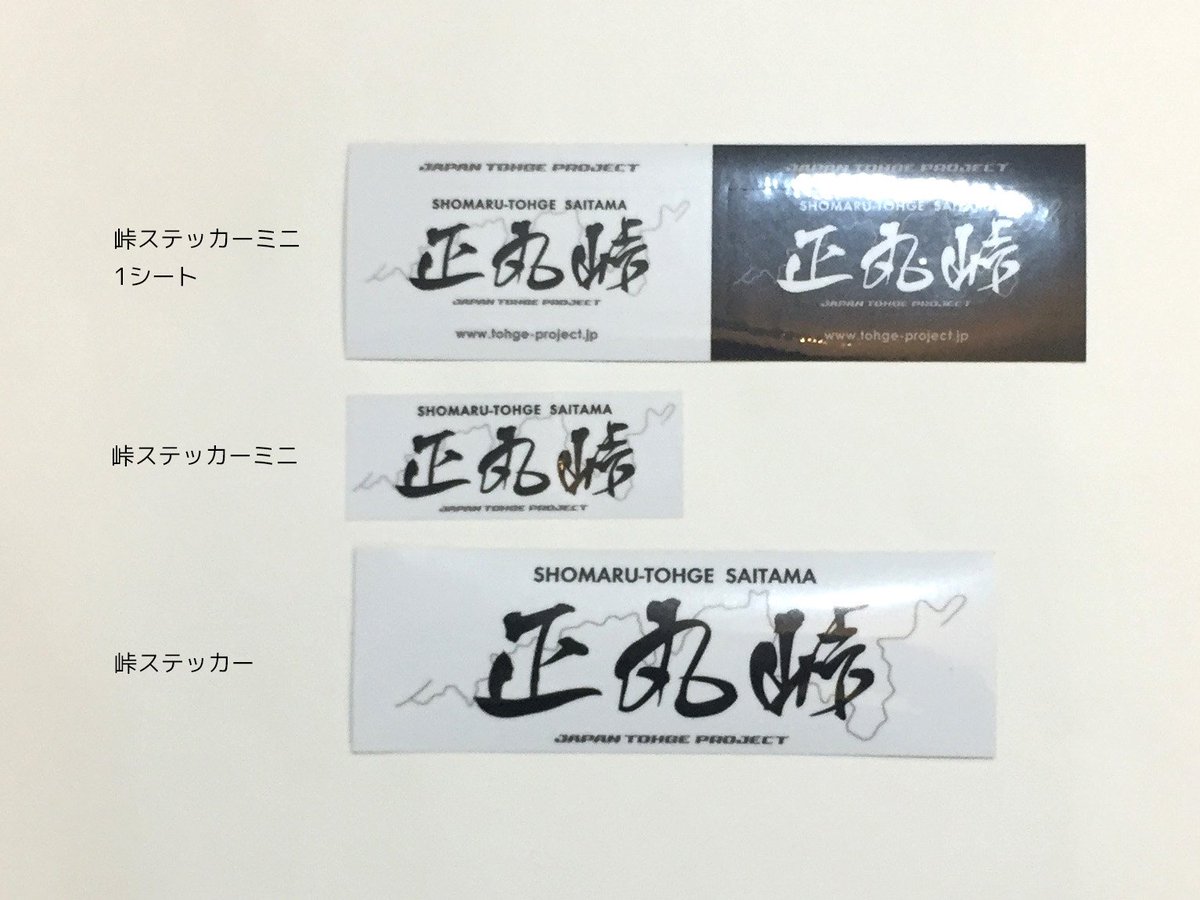 峠ステッカーミニ
1シート
JAPAN TOHGE PROJECT
SHOMARU-TOHGE SAITAMA
正丸峠
JAPAN TOHGE PROJECT
www.tohge-project.jp
JAPAN TOHGE PROJECT
SHOMARU-TOHGE SAITAMA
正丸峠
JAPAN TOHGE PROJECT
www.tohge-project.jp
峠ステッカーミニ
SHOMARU-TOHGE SAITAMA
正丸峠
JAPAN TOHGE PROJECT
峠ステッカー
SHOMARU-TOHGE SAITAMA
正丸峠
JAPAN TOHGE PROJECT